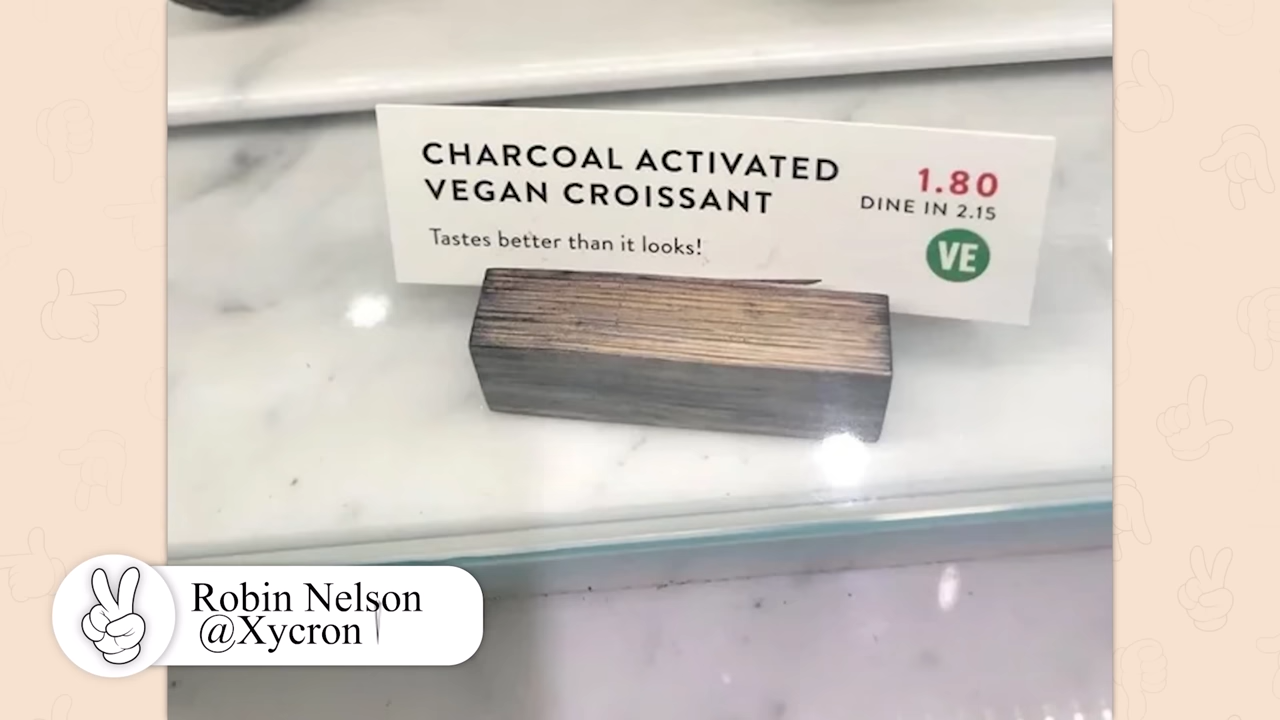 CHARCOAL ACTIVATED
VEGAN CROISSANT
Tastes better than it looks!
1.80
DINE IN 2.15
VE
Robin Nelson
@Xycron